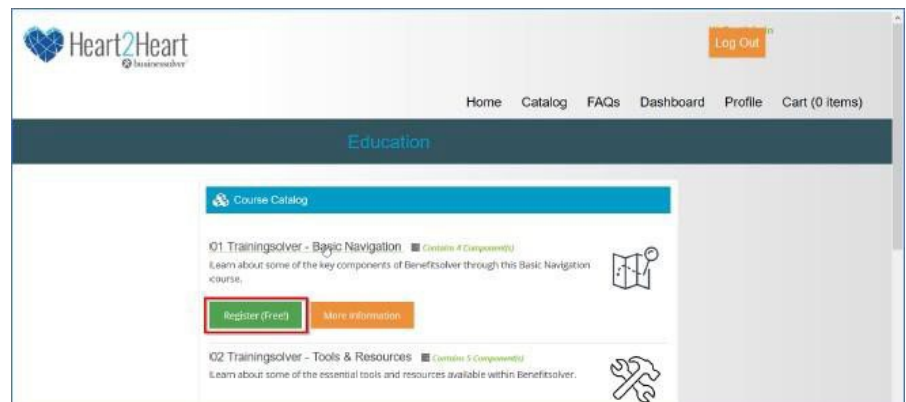 Heart2Heart
businessolver
Log Out
Home Catalog FAQs Dashboard Profile Cart (0 items)
Education
Course Catalog
01 Trainingsolver - Basic Navigation Contains 4 Component(s)
Learn about some of the key components of Benefitsolver through this Basic Navigation
course.
Register (Free!) More Information
02 Trainingsolver - Tools & Resources Contains 5 Component(s)
Learn about some of the essential tools and resources available within Benefitsolver.